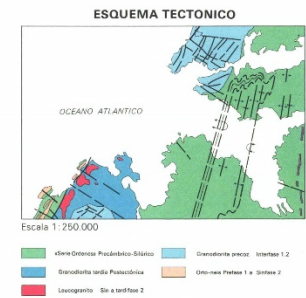 ESQUEMA TECTONICO
OCEANO ATLANTICO
Escala 1:250.000
«Serie Ordenes» Precámbrico-Silúrico
Granodiorita precoz. Interfase 1.2
Granodiorita tardía Postectónica
Orto-neis Prefase 1 a Sinfase 2
Leucogranito Sin a tardifase 2